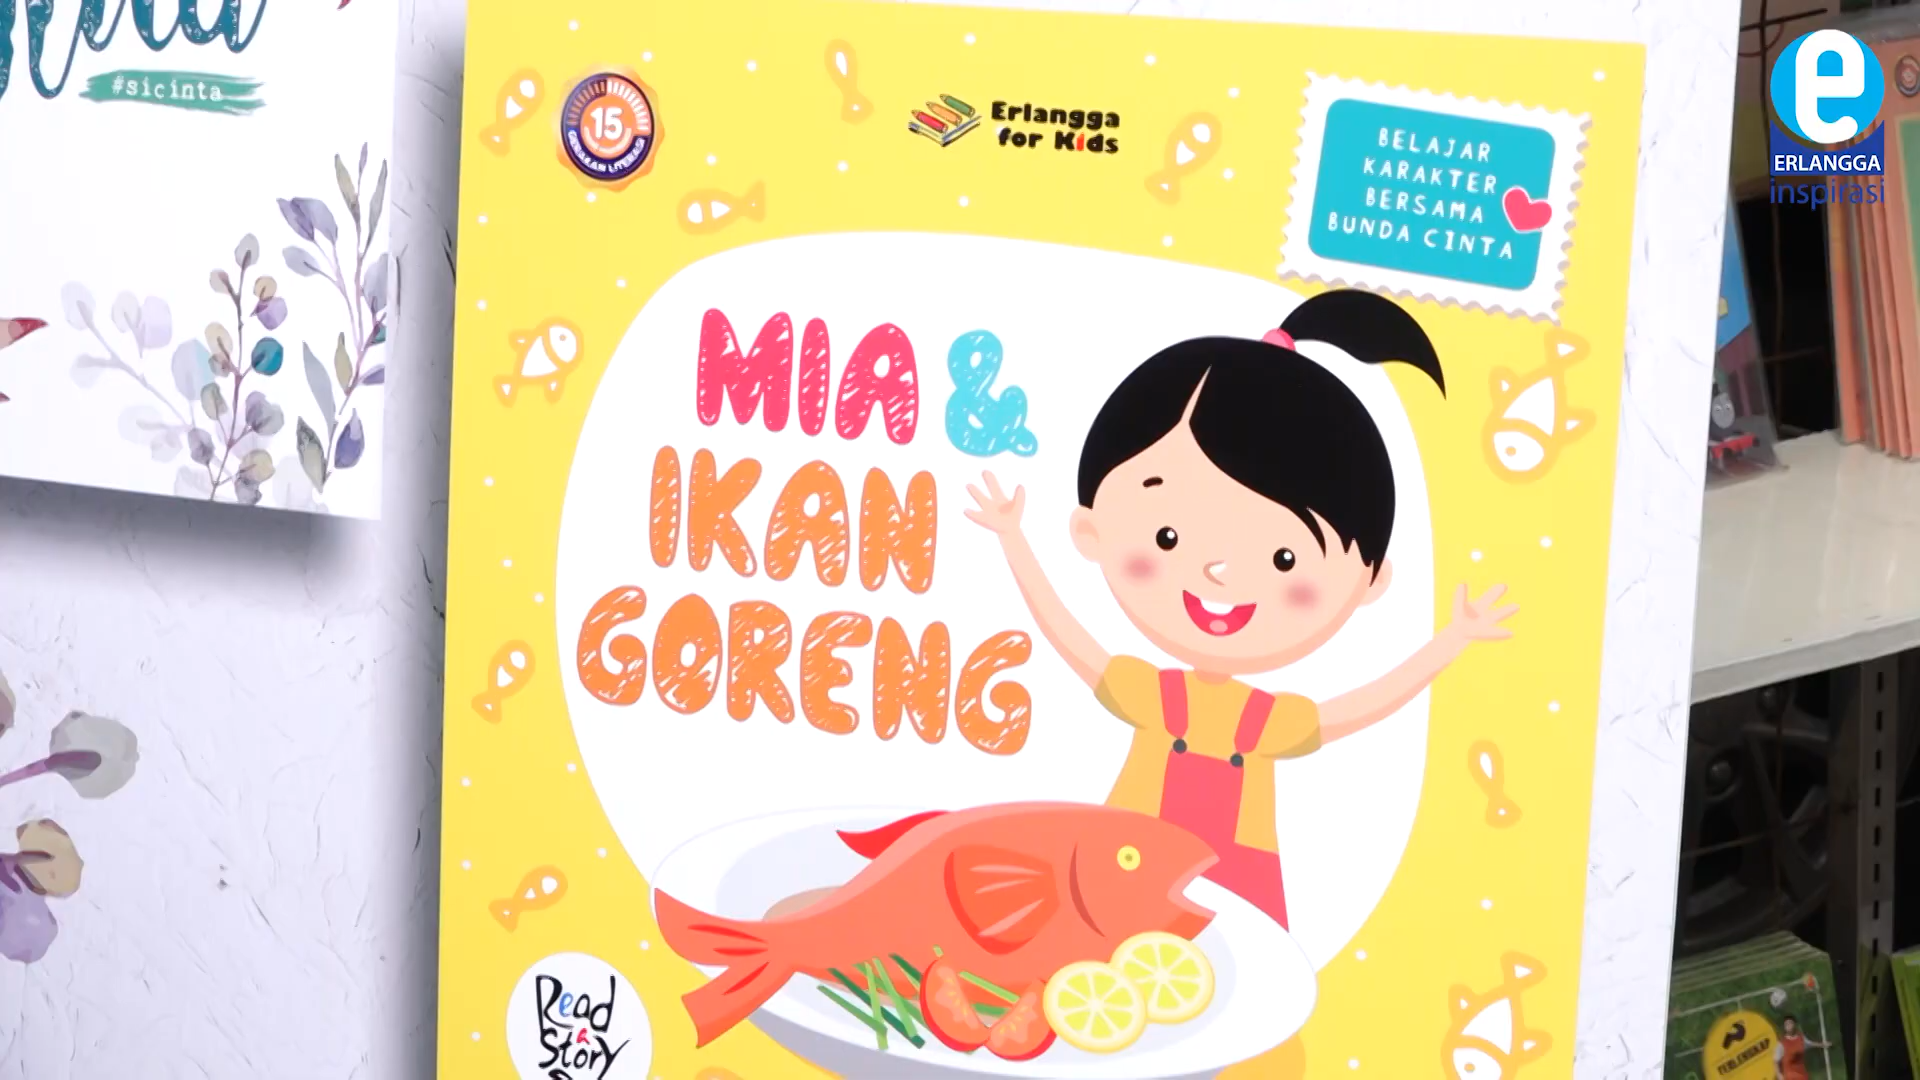 #sicinta
15
GERAKAN LITERASI
Erlangga
for Kids
BELAJAR
KARAKTER
BERSAMA
BUNDA CINTA
MIA &
IKAN
GORENG
Read
a
Story
e
ERLANGGA
inspirasi
TERLENGKAP